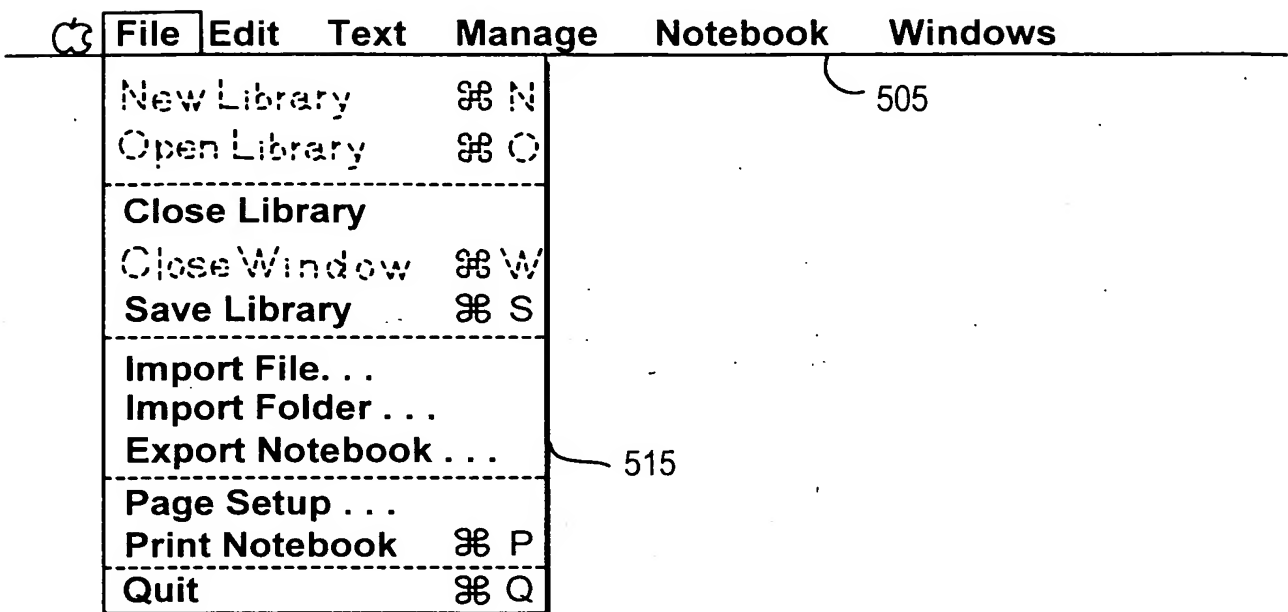 File Edit Text Manage Notebook Windows
505
New Library ⌘ N
Open Library ⌘ O
Close Library
Close Window ⌘ W
Save Library ⌘ S
Import File. . .
Import Folder . . .
Export Notebook . . .
515
Page Setup . . .
Print Notebook ⌘ P
Quit ⌘ Q